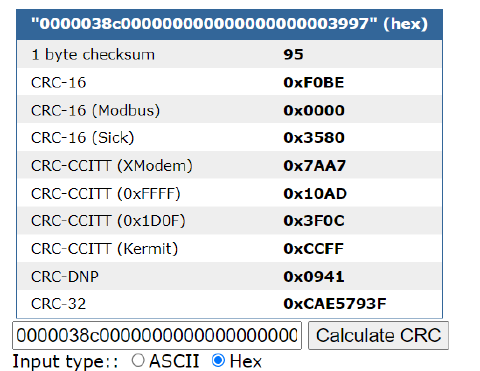 "0000038c000000000000000000003997" (hex)
1 byte checksum 95
CRC-16 0xF0BE
CRC-16 (Modbus) 0x0000
CRC-16 (Sick) 0x3580
CRC-CCITT (XModem) 0x7AA7
CRC-CCITT (0xFFFF) 0x10AD
CRC-CCITT (0x1D0F) 0x3F0C
CRC-CCITT (Kermit) 0xCCFF
CRC-DNP 0x0941
CRC-32 0xCAE5793F
0000038c0000000000000000000 Calculate CRC
Input type:: ASCII Hex